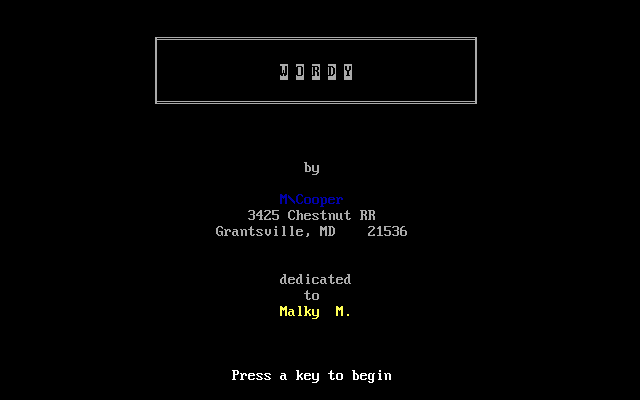 WORDY
by
M\Cooper
3425 Chestnut RR
Grantsville, MD    21536
dedicated
to
Malky  M.
Press a key to begin